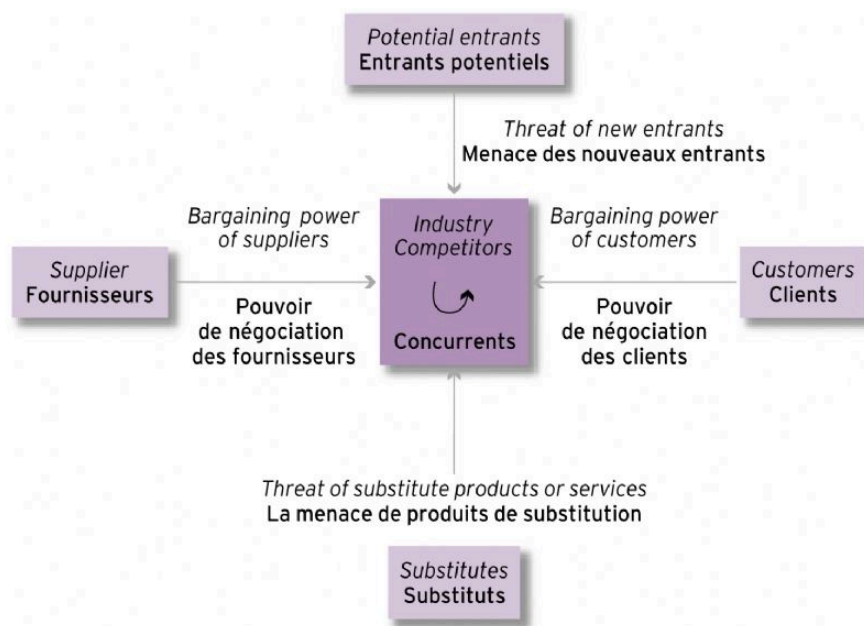 Potential entrants
Entrants potentiels
Threat of new entrants
Menace des nouveaux entrants
Bargaining power
of suppliers
Industry
Competitors
Bargaining power
of customers
Supplier
Fournisseurs
Customers
Clients
Pouvoir
de négociation
des fournisseurs
Concurrents
Pouvoir
de négociation
des clients
Threat of substitute products or services
La menace de produits de substitution
Substitutes
Substituts